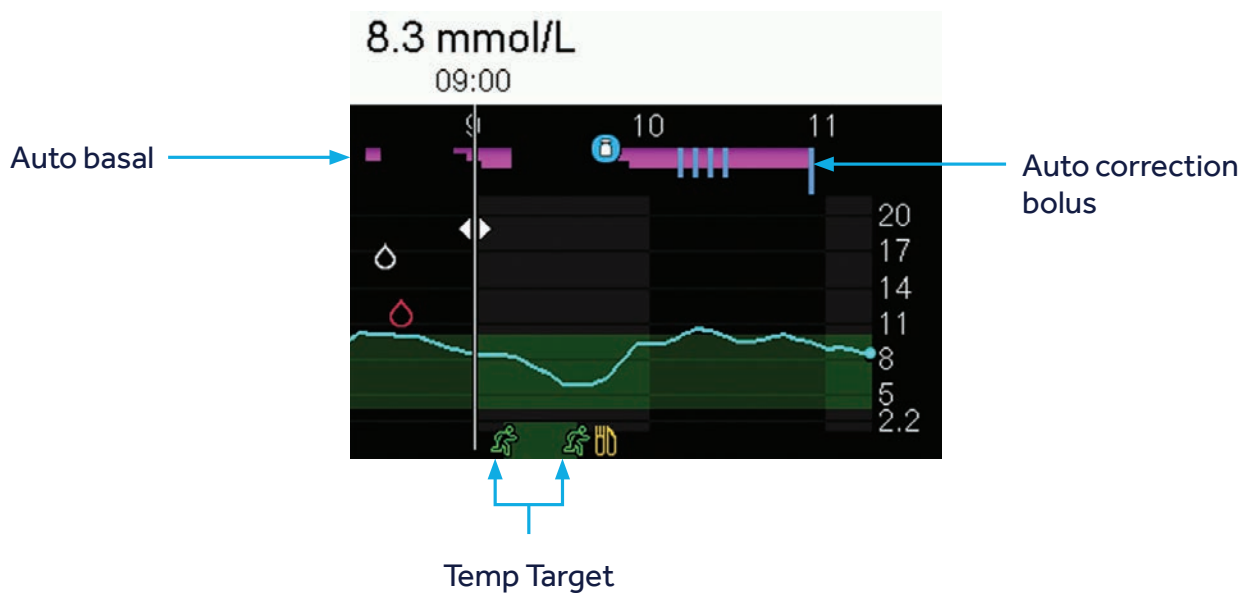 8.3 mmol/L
09:00
9 10 11
Auto basal
Auto correction
bolus
20
17
14
11
8
5
2.2
Temp Target